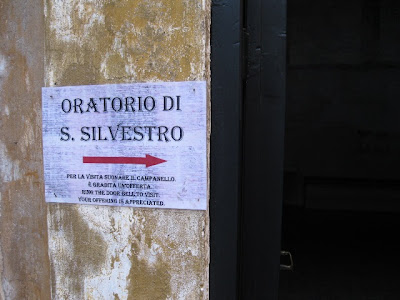 ORATORIO DI
S. SILVESTRO
PER LA VISITA SUONARE IL CAMPANELLO.
È GRADITA UN'OFFERTA.
RING THE DOOR BELL TO VISIT.
YOUR OFFERING IS APPRECIATED.